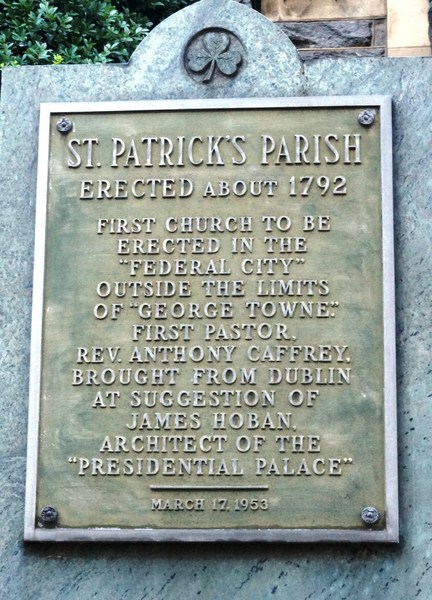 ST. PATRICK'S PARISH
ERECTED ABOUT 1792
FIRST CHURCH TO BE
ERECTED IN THE
"FEDERAL CITY"
OUTSIDE THE LIMITS
OF "GEORGE TOWNE."
FIRST PASTOR,
REV. ANTHONY CAFFREY,
BROUGHT FROM DUBLIN
AT SUGGESTION OF
JAMES HOBAN,
ARCHITECT OF THE
"PRESIDENTIAL PALACE"
MARCH 17, 1953